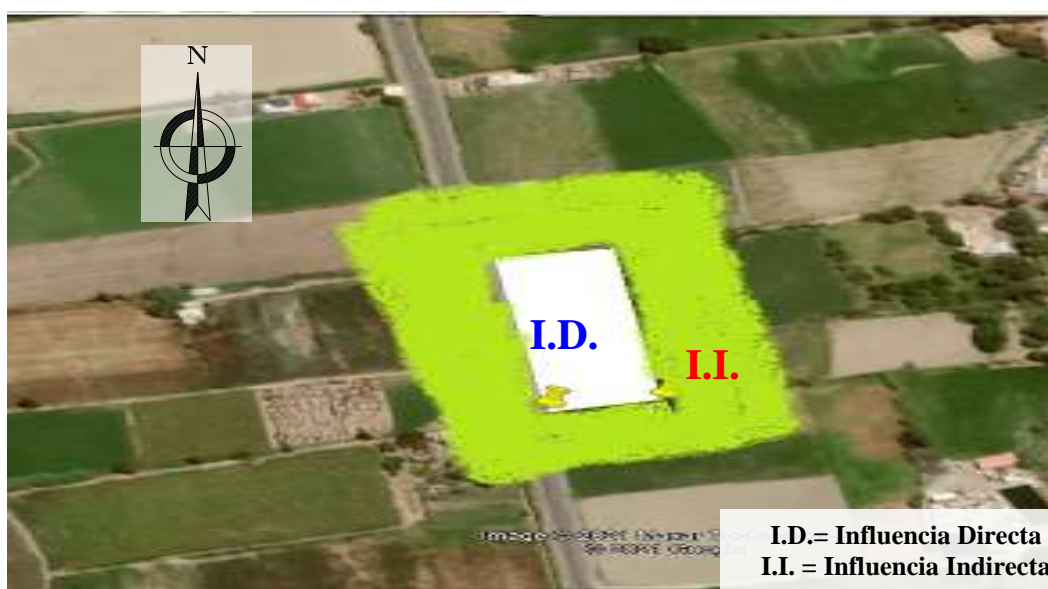 N
I.D.
I.I.
I.D.= Influencia Directa
I.I. = Influencia Indirecta